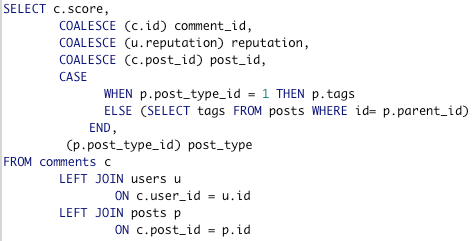 SELECT c.score,
COALESCE (c.id) comment_id,
COALESCE (u.reputation) reputation,
COALESCE (c.post_id) post_id,
CASE
WHEN p.post_type_id = 1 THEN p.tags
ELSE (SELECT tags FROM posts WHERE id= p.parent_id)
END,
(p.post_type_id) post_type
FROM comments c
LEFT JOIN users u
ON c.user_id = u.id
LEFT JOIN posts p
ON c.post_id = p.id